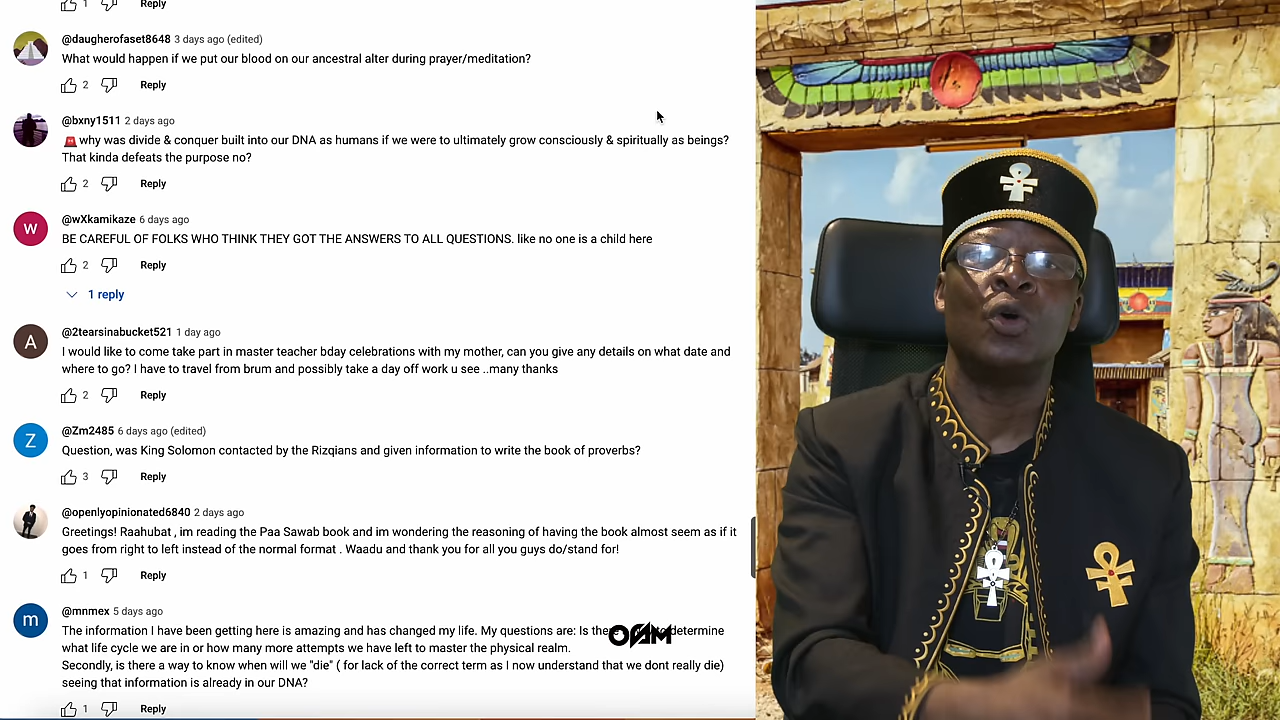 1 Reply
@daugherofaset8648 3 days ago (edited)
What would happen if we put our blood on our ancestral alter during prayer/meditation?
2 Reply
@bxny1511 2 days ago
🚨why was divide & conquer built into our DNA as humans if we were to ultimately grow consciously & spiritually as beings?
That kinda defeats the purpose no?
2 Reply
W
@wXkamikaze 6 days ago
BE CAREFUL OF FOLKS WHO THINK THEY GOT THE ANSWERS TO ALL QUESTIONS. like no one is a child here
2 Reply
1 reply
A
@2tearsinabucket521 1 day ago
I would like to come take part in master teacher bday celebrations with my mother, can you give any details on what date and
where to go? I have to travel from brum and possibly take a day off work u see ..many thanks
2 Reply
Z
@Zm2485 6 days ago (edited)
Question, was King Solomon contacted by the Rizqians and given information to write the book of proverbs?
3 Reply
@openlyopinionated6840 2 days ago
Greetings! Raahubat , im reading the Paa Sawab book and im wondering the reasoning of having the book almost seem as if it
goes from right to left instead of the normal format . Waadu and thank you for all you guys do/stand for!
1 Reply
m
@mnmex 5 days ago
The information I have been getting here is amazing and has changed my life. My questions are: Is determine
what life cycle we are in or how many more attempts we have left to master the physical realm.
Secondly, is there a way to know when will we "die" ( for lack of the correct term as I now understand that we dont really die)
seeing that information is already in our DNA?
1 Reply
OFAM